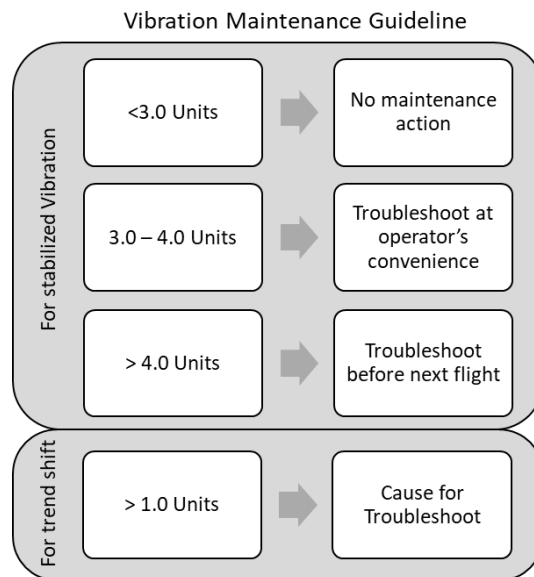 Vibration Maintenance Guideline
For stabilized Vibration
<3.0 Units
No maintenance
action
3.0 – 4.0 Units
Troubleshoot at
operator's
convenience
> 4.0 Units
Troubleshoot
before next flight
For trend shift
> 1.0 Units
Cause for
Troubleshoot